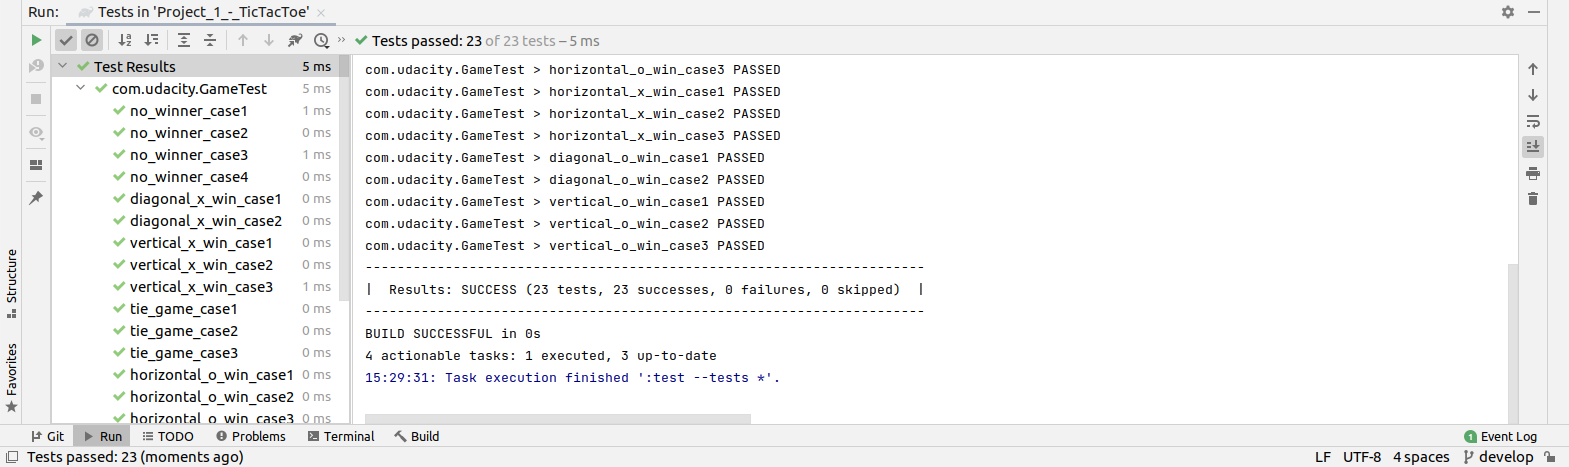 Run: Tests in 'Project_1_-_TicTacToe' ×
Tests passed: 23 of 23 tests – 5 ms
Test Results 5 ms
com.udacity.GameTest 5 ms
no_winner_case1 1 ms
no_winner_case2 0 ms
no_winner_case3 1 ms
no_winner_case4 0 ms
diagonal_x_win_case1 0 ms
diagonal_x_win_case2 0 ms
vertical_x_win_case1 0 ms
vertical_x_win_case2 0 ms
vertical_x_win_case3 1 ms
tie_game_case1 0 ms
tie_game_case2 0 ms
tie_game_case3 0 ms
horizontal_o_win_case1 0 ms
horizontal_o_win_case2 0 ms
horizontal_o_win_case3 0 ms
com.udacity.GameTest > horizontal_o_win_case3 PASSED
com.udacity.GameTest > horizontal_x_win_case1 PASSED
com.udacity.GameTest > horizontal_x_win_case2 PASSED
com.udacity.GameTest > horizontal_x_win_case3 PASSED
com.udacity.GameTest > diagonal_o_win_case1 PASSED
com.udacity.GameTest > diagonal_o_win_case2 PASSED
com.udacity.GameTest > vertical_o_win_case1 PASSED
com.udacity.GameTest > vertical_o_win_case2 PASSED
com.udacity.GameTest > vertical_o_win_case3 PASSED
----------------------------------------------------------------------
|  Results: SUCCESS (23 tests, 23 successes, 0 failures, 0 skipped)  |
----------------------------------------------------------------------
BUILD SUCCESSFUL in 0s
4 actionable tasks: 1 executed, 3 up-to-date
15:29:31: Task execution finished ':test --tests *'.
Structure
Favorites
Git Run TODO Problems Terminal Build 1 Event Log
Tests passed: 23 (moments ago) LF UTF-8 4 spaces develop